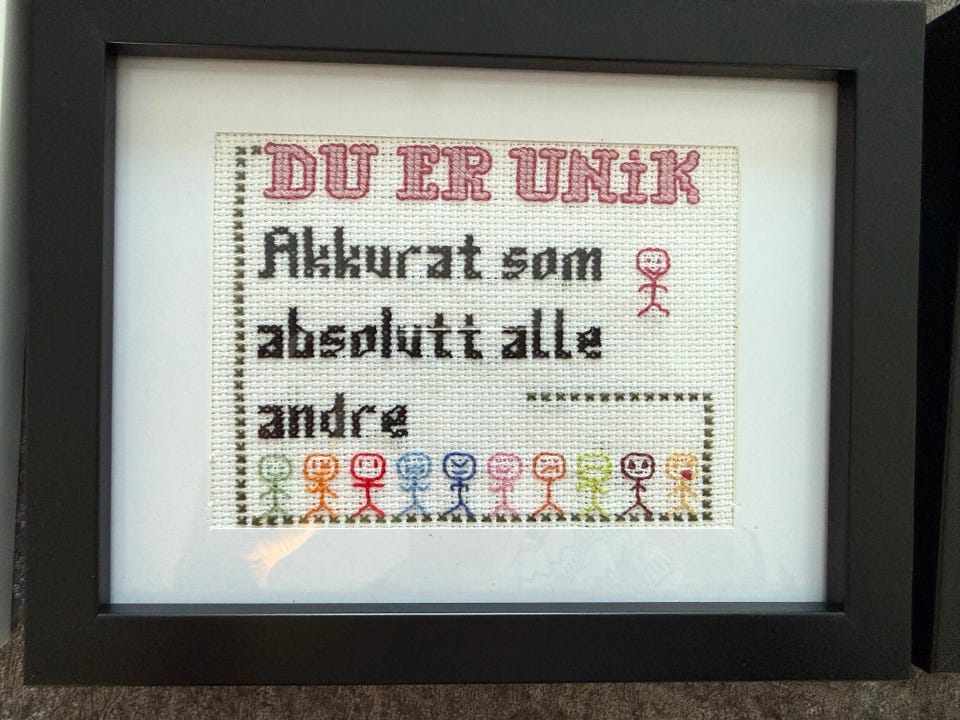 DU ER UNiK
Akkurat som
absolutt alle
andre